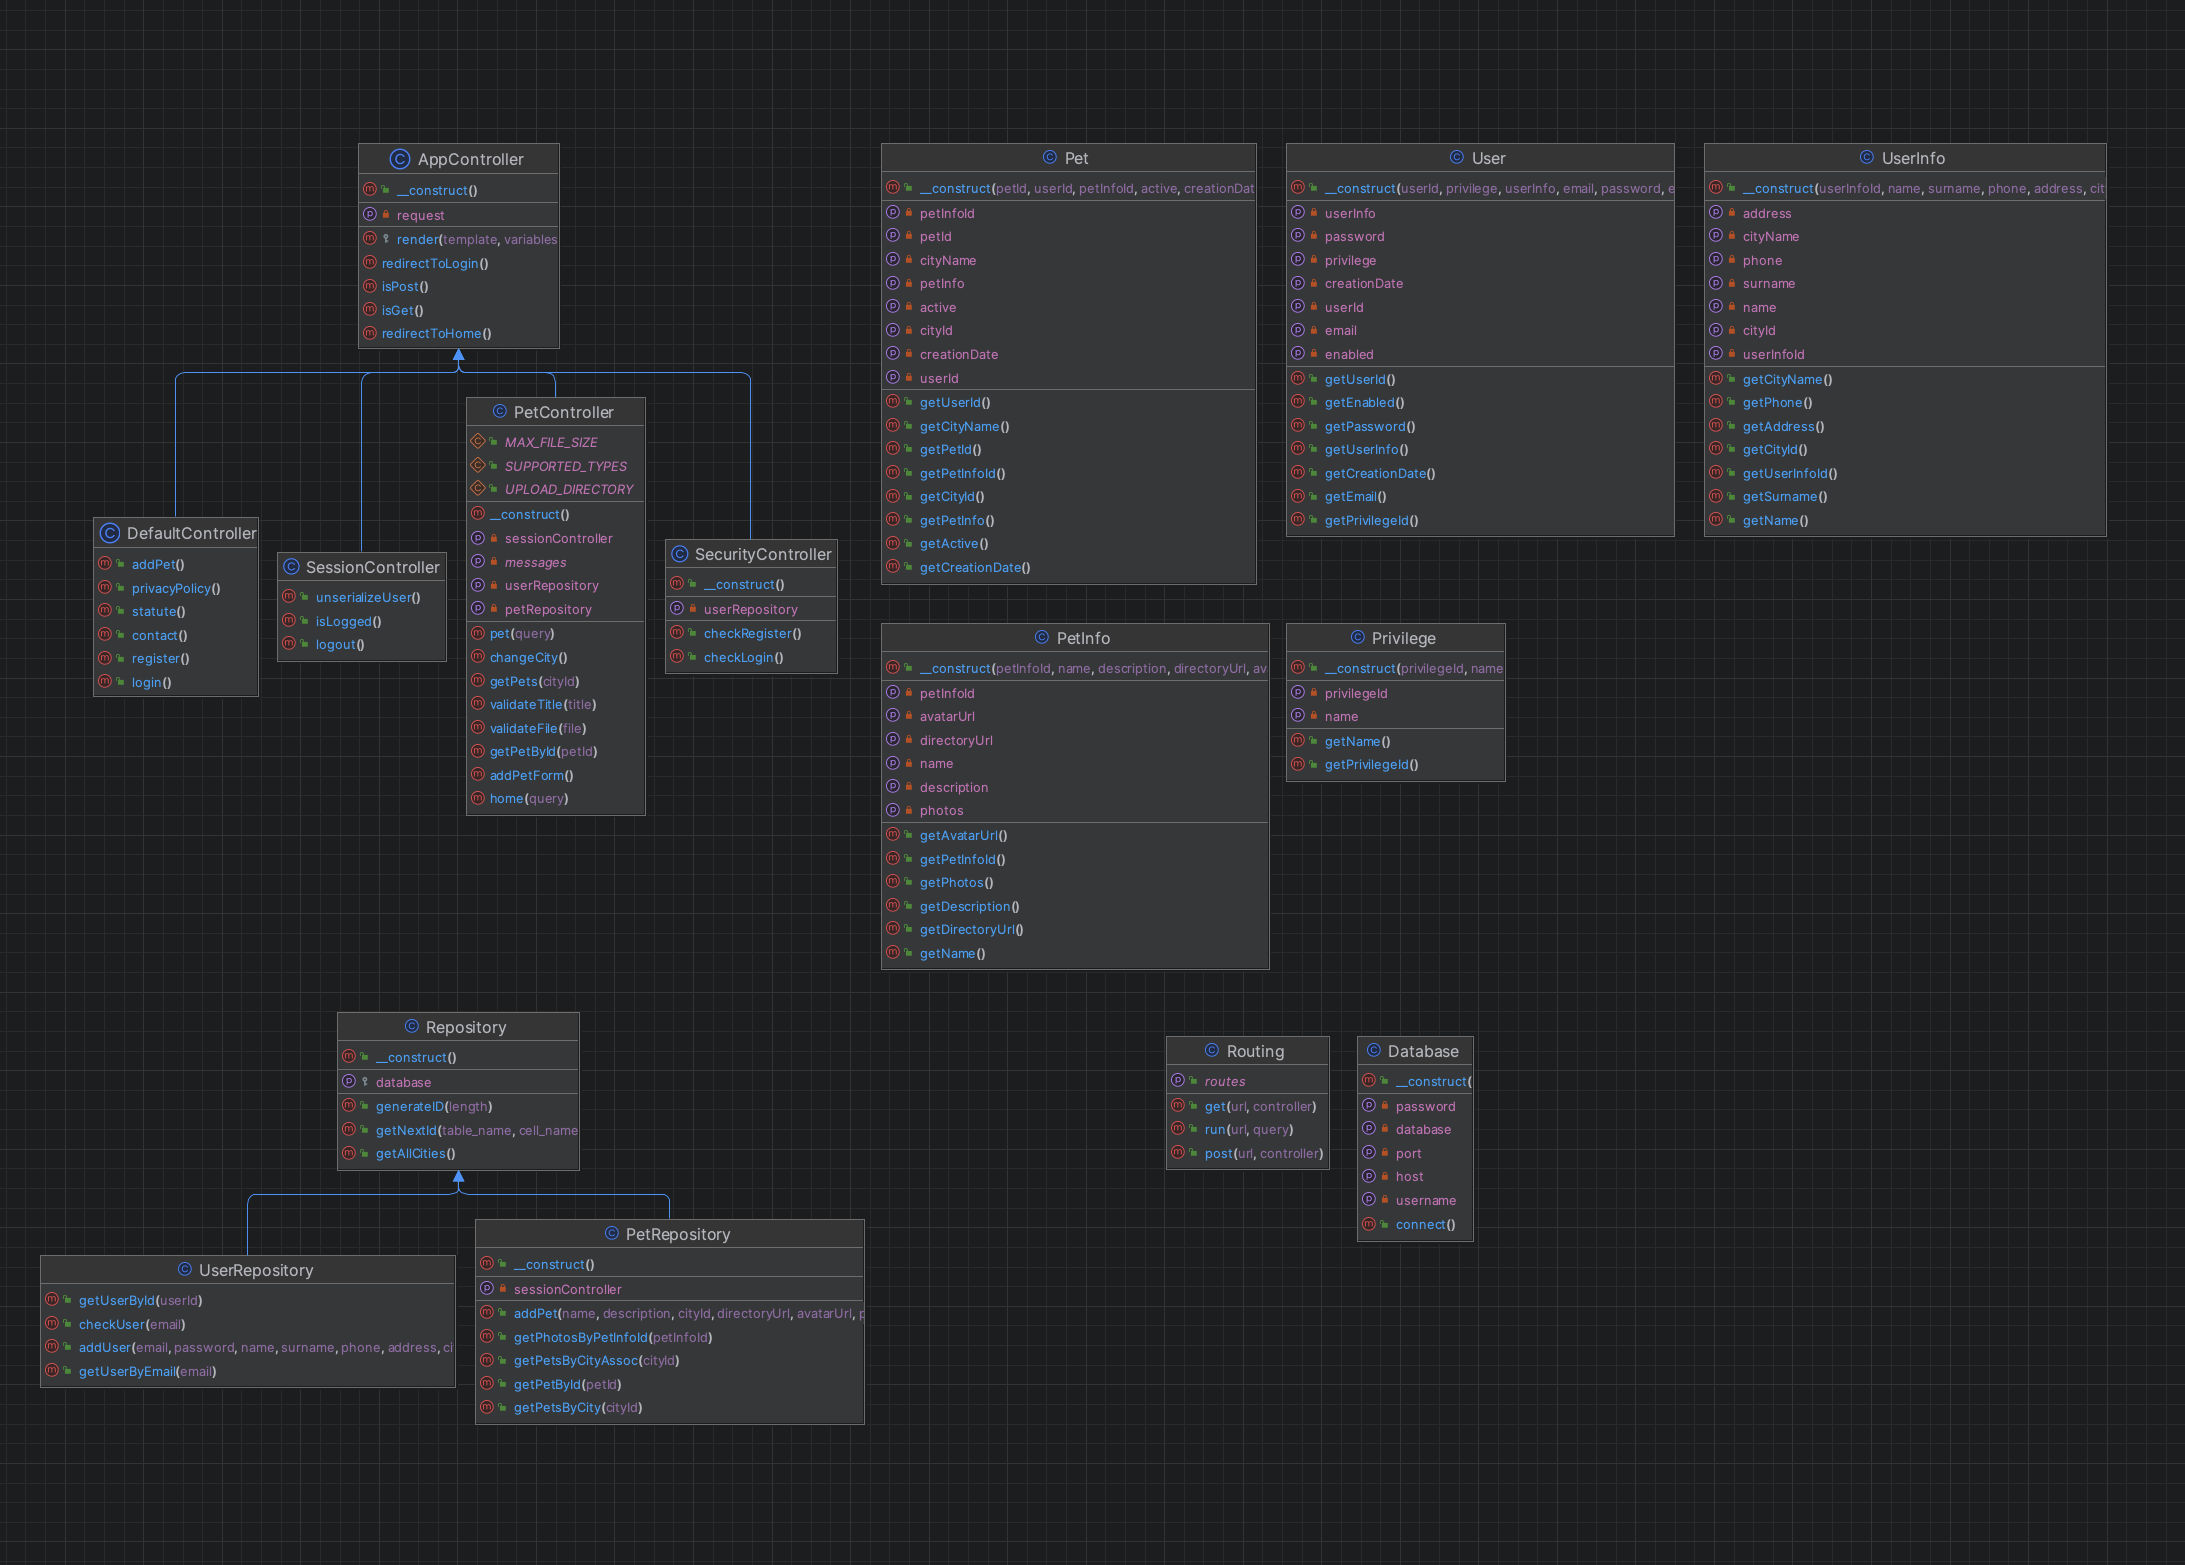 AppController
__construct()
request
render(template, variables
redirectToLogin()
isPost()
isGet()
redirectToHome()
DefaultController
addPet()
privacyPolicy()
statute()
contact()
register()
login()
SessionController
unserializeUser()
isLogged()
logout()
PetController
MAX_FILE_SIZE
SUPPORTED_TYPES
UPLOAD_DIRECTORY
__construct()
sessionController
messages
userRepository
petRepository
pet(query)
changeCity()
getPets(cityId)
validateTitle(title)
validateFile(file)
getPetById(petId)
addPetForm()
home(query)
SecurityController
__construct()
userRepository
checkRegister()
checkLogin()
Pet
__construct(petId, userId, petInfoId, active, creationDat
petInfoId
petId
cityName
petInfo
active
cityId
creationDate
userId
getUserId()
getCityName()
getPetId()
getPetInfoId()
getCityId()
getPetInfo()
getActive()
getCreationDate()
User
__construct(userId, privilege, userInfo, email, password, e
userInfo
password
privilege
creationDate
userId
email
enabled
getUserId()
getEnabled()
getPassword()
getUserInfo()
getCreationDate()
getEmail()
getPrivilegeId()
UserInfo
__construct(userInfoId, name, surname, phone, address, cit
address
cityName
phone
surname
name
cityId
userInfoId
getCityName()
getPhone()
getAddress()
getCityId()
getUserInfoId()
getSurname()
getName()
PetInfo
__construct(petInfoId, name, description, directoryUrl, av
petInfoId
avatarUrl
directoryUrl
name
description
photos
getAvatarUrl()
getPetInfoId()
getPhotos()
getDescription()
getDirectoryUrl()
getName()
Privilege
__construct(privilegeId, name
privilegeId
name
getName()
getPrivilegeId()
Repository
__construct()
database
generateID(length)
getNextId(table_name, cell_name
getAllCities()
UserRepository
getUserById(userId)
checkUser(email)
addUser(email, password, name, surname, phone, address, ci
getUserByEmail(email)
PetRepository
__construct()
sessionController
addPet(name, description, cityId, directoryUrl, avatarUrl, p
getPhotosByPetInfoId(petInfoId)
getPetsByCityAssoc(cityId)
getPetById(petId)
getPetsByCity(cityId)
Routing
routes
get(url, controller)
run(url, query)
post(url, controller)
Database
__construct(
password
database
port
host
username
connect()